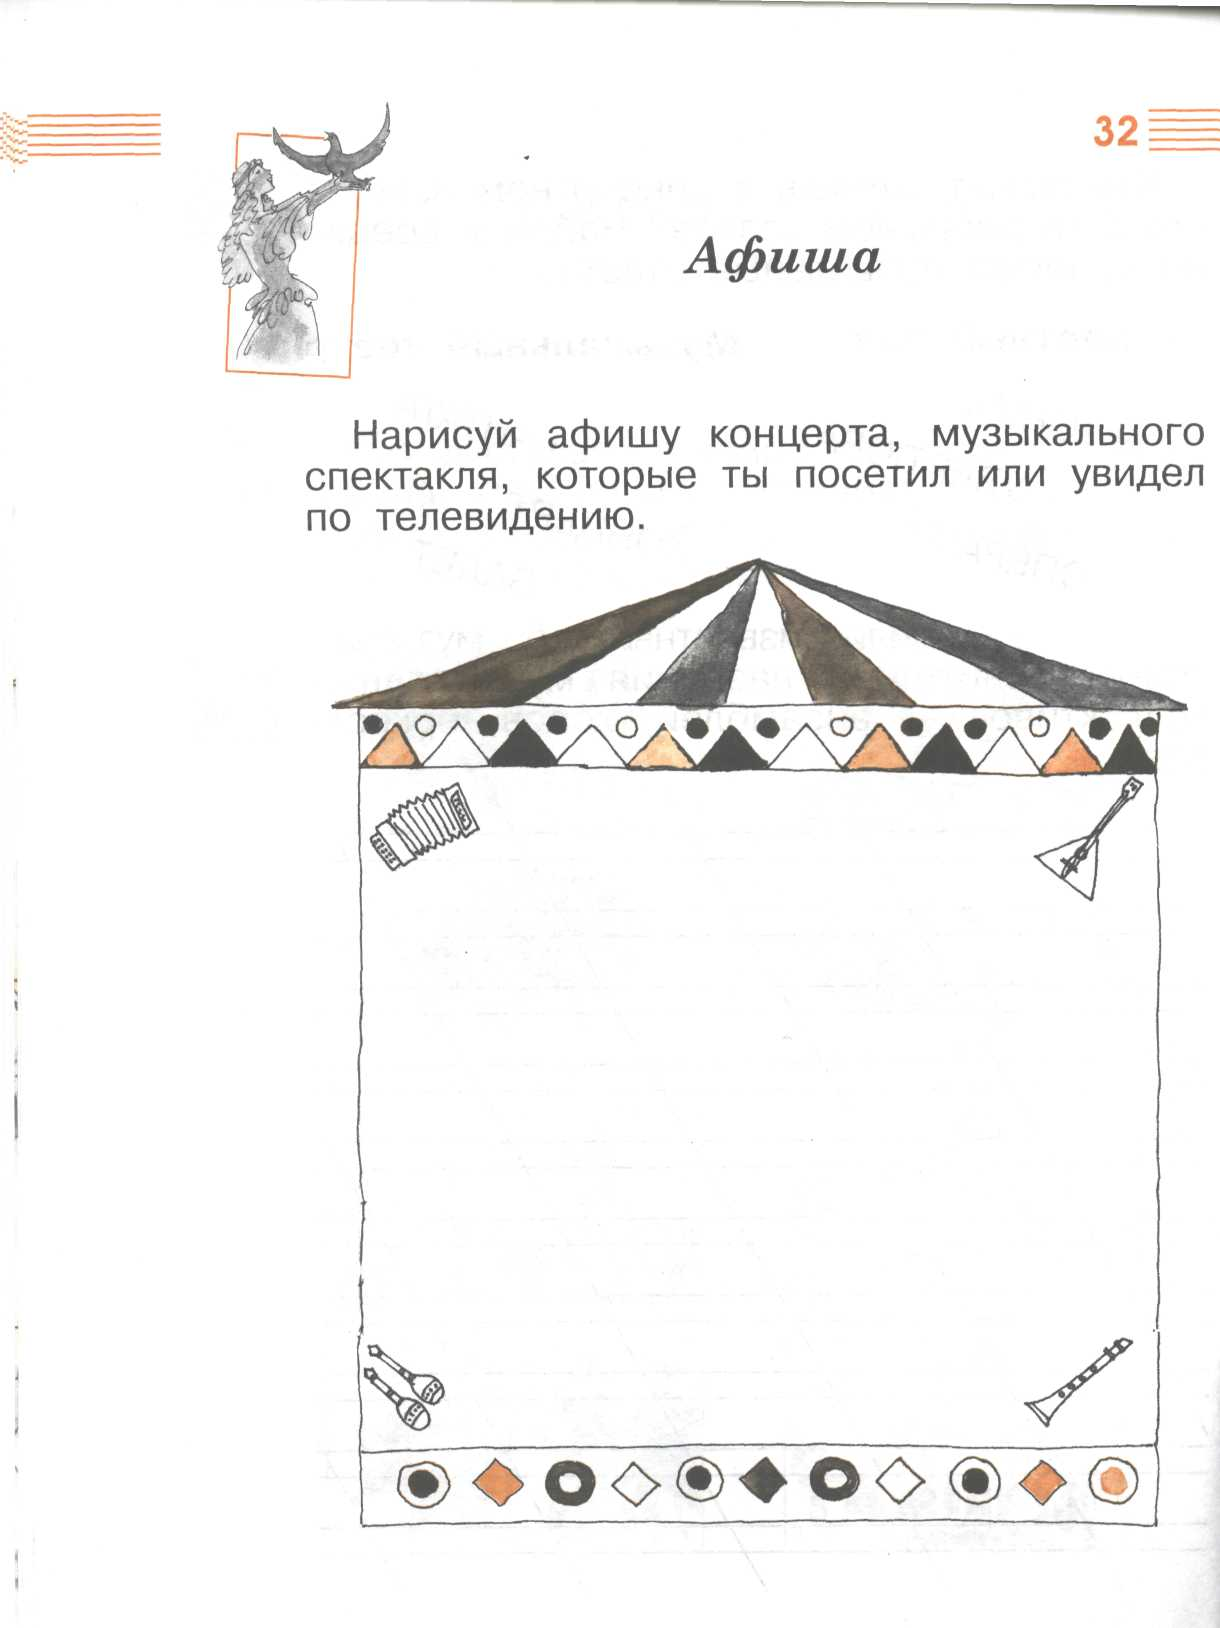 32
Афиша
Нарисуй афишу концерта, музыкального
спектакля, которые ты посетил или увидел
по телевидению.